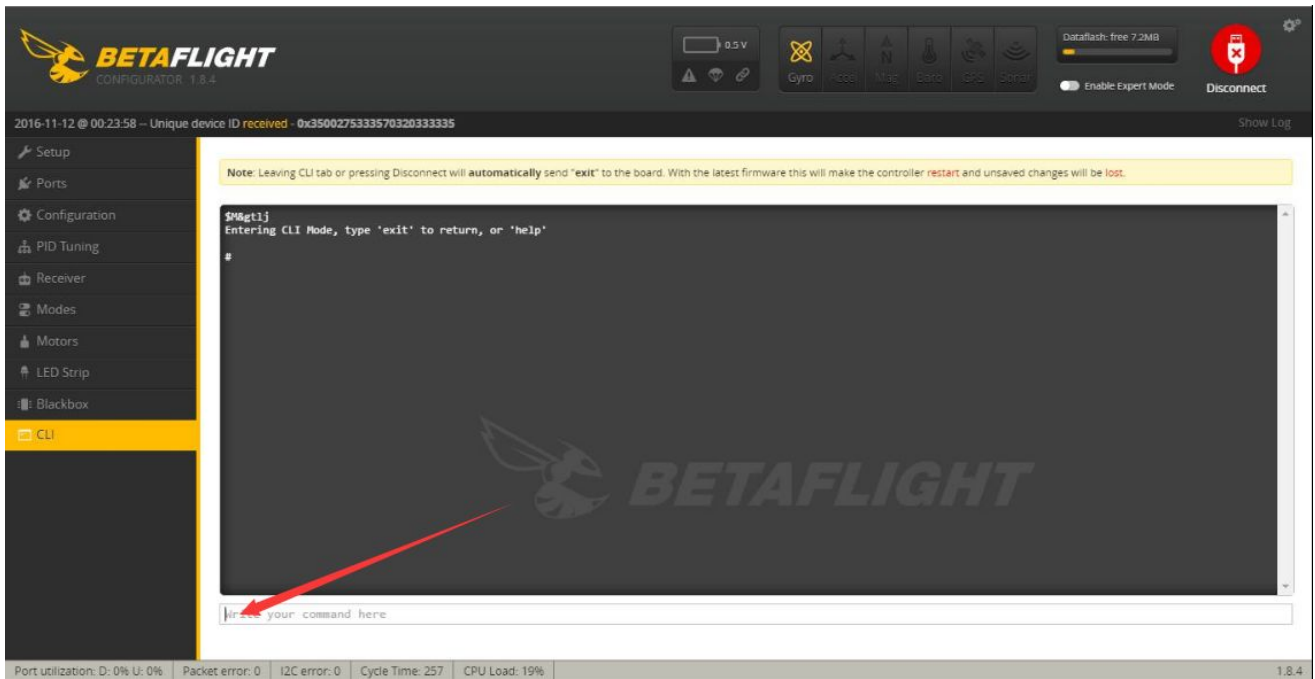 BETAFLIGHT
CONFIGURATOR 1.8.4
0.5 V
Gyro
Accel
Mag
Baro
GPS
Sonar
Dataflash: free 7.2MB
Enable Expert Mode
Disconnect
2016-11-12 @ 00:23:58 -- Unique device ID received - 0x3500275333570320333335
Show Log
Setup
Ports
Configuration
PID Tuning
Receiver
Modes
Motors
LED Strip
Blackbox
CLI
Note: Leaving CLI tab or pressing Disconnect will automatically send "exit" to the board. With the latest firmware this will make the controller restart and unsaved changes will be lost.
$M&gtlj
Entering CLI Mode, type 'exit' to return, or 'help'
#
BETAFLIGHT
Write your command here
Port utilization: D: 0% U: 0%
Packet error: 0
I2C error: 0
Cycle Time: 257
CPU Load: 19%
1.8.4